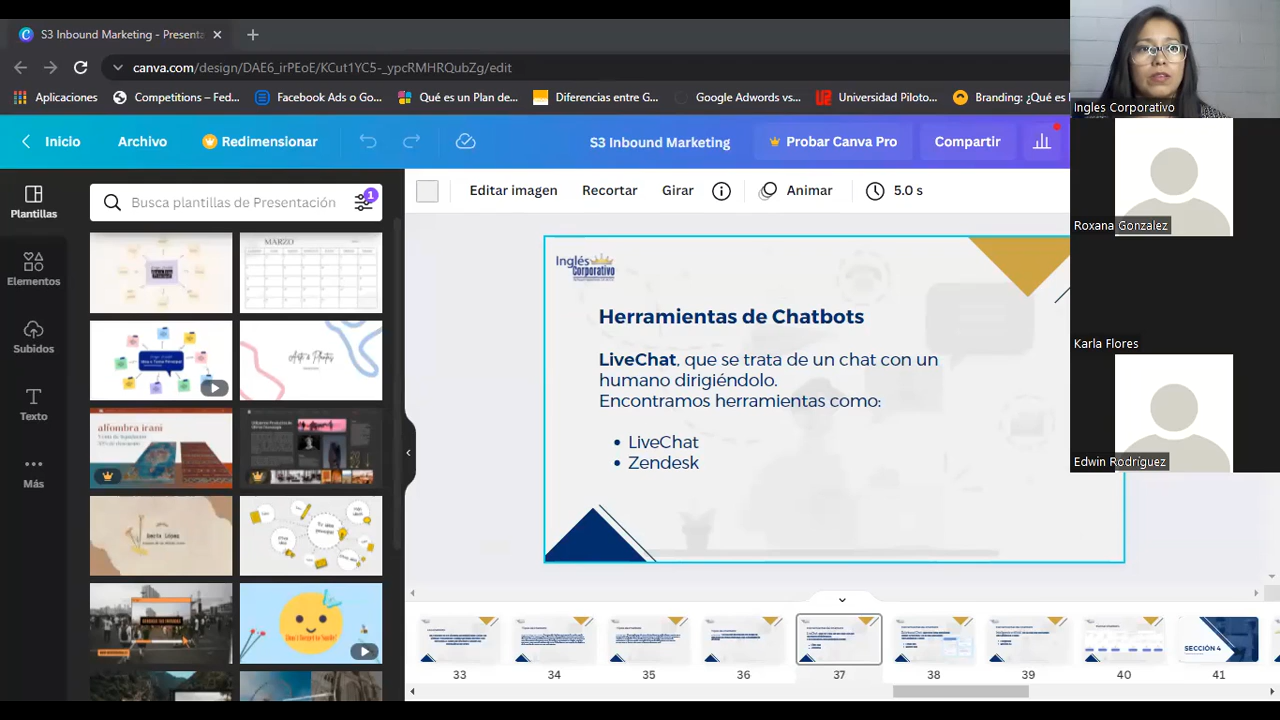 S3 Inbound Marketing - Presenta
canva.com/design/DAE6_irPEoE/KCut1YC5-_ypcRMHRQubZg/edit
Aplicaciones
Competitions – Fed...
Facebook Ads o Go...
Qué es un Plan de...
Diferencias entre G...
Google Adwords vs...
Universidad Piloto...
Branding: ¿Qué es
Ingles Corporativo
Inicio
Archivo
Redimensionar
S3 Inbound Marketing
Probar Canva Pro
Compartir
Plantillas
Busca plantillas de Presentación
1
Editar imagen
Recortar
Girar
Animar
5.0 s
Roxana Gonzalez
Elementos
MARZO
Inglés
Corporativo
Herramientas de Chatbots
LiveChat, que se trata de un chat con un
humano dirigiéndolo.
Encontramos herramientas como:
• LiveChat
• Zendesk
Karla Flores
Subidos
Texto
alfombra irani
Edwin Rodríguez
Más
SECCIÓN 4
33
34
35
36
37
38
39
40
41